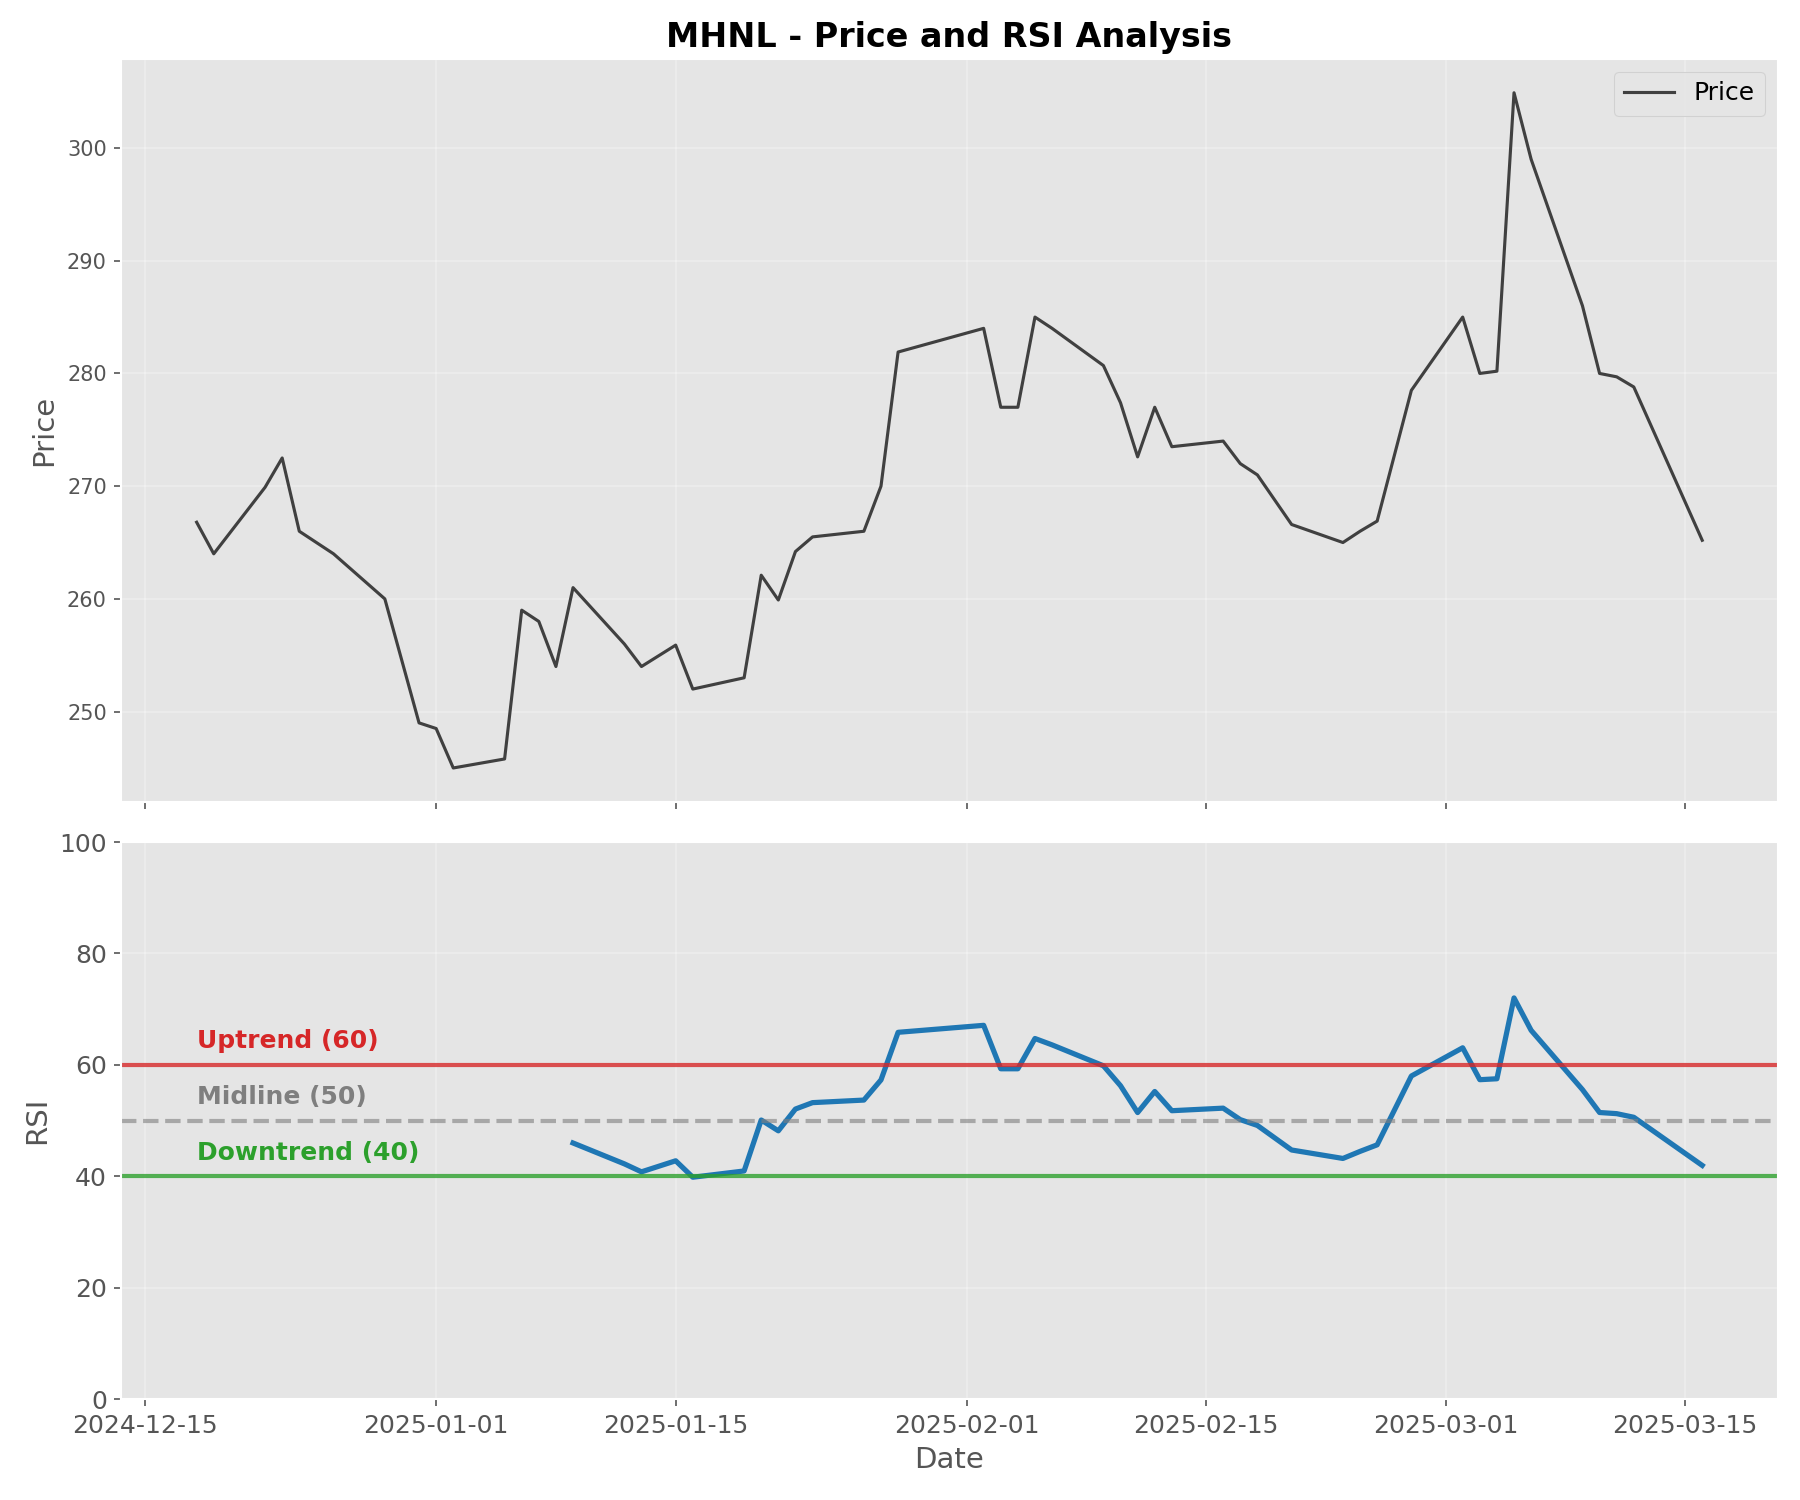 MHNL - Price and RSI Analysis
Price
300
290
280
270
260
250
Price
100
80
60
40
20
0
RSI
Uptrend (60)
Midline (50)
Downtrend (40)
2024-12-15
2025-01-01
2025-01-15
2025-02-01
2025-02-15
2025-03-01
2025-03-15
Date